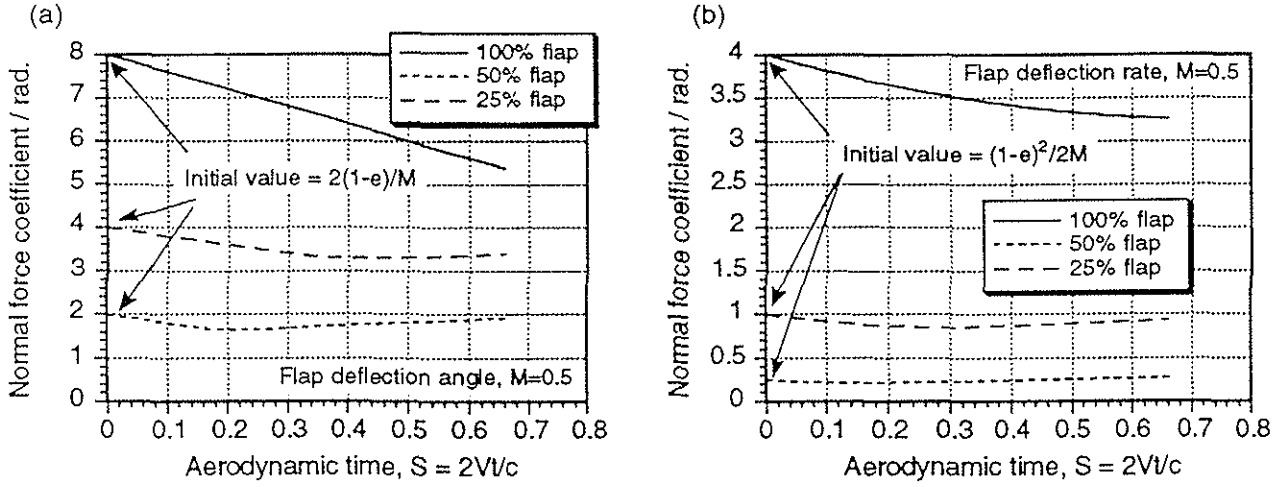 (a)
Normal force coefficient / rad.
8
7
6
5
4
3
2
1
0
100% flap
50% flap
25% flap
Initial value = 2(1-e)/M
Flap deflection angle, M=0.5
0 0.1 0.2 0.3 0.4 0.5 0.6 0.7 0.8
Aerodynamic time, S = 2Vt/c
(b)
Normal force coefficient / rad.
4
3.5
3
2.5
2
1.5
1
0.5
0
Flap deflection rate, M=0.5
Initial value = (1-e)²/2M
100% flap
50% flap
25% flap
0 0.1 0.2 0.3 0.4 0.5 0.6 0.7 0.8
Aerodynamic time, S = 2Vt/c